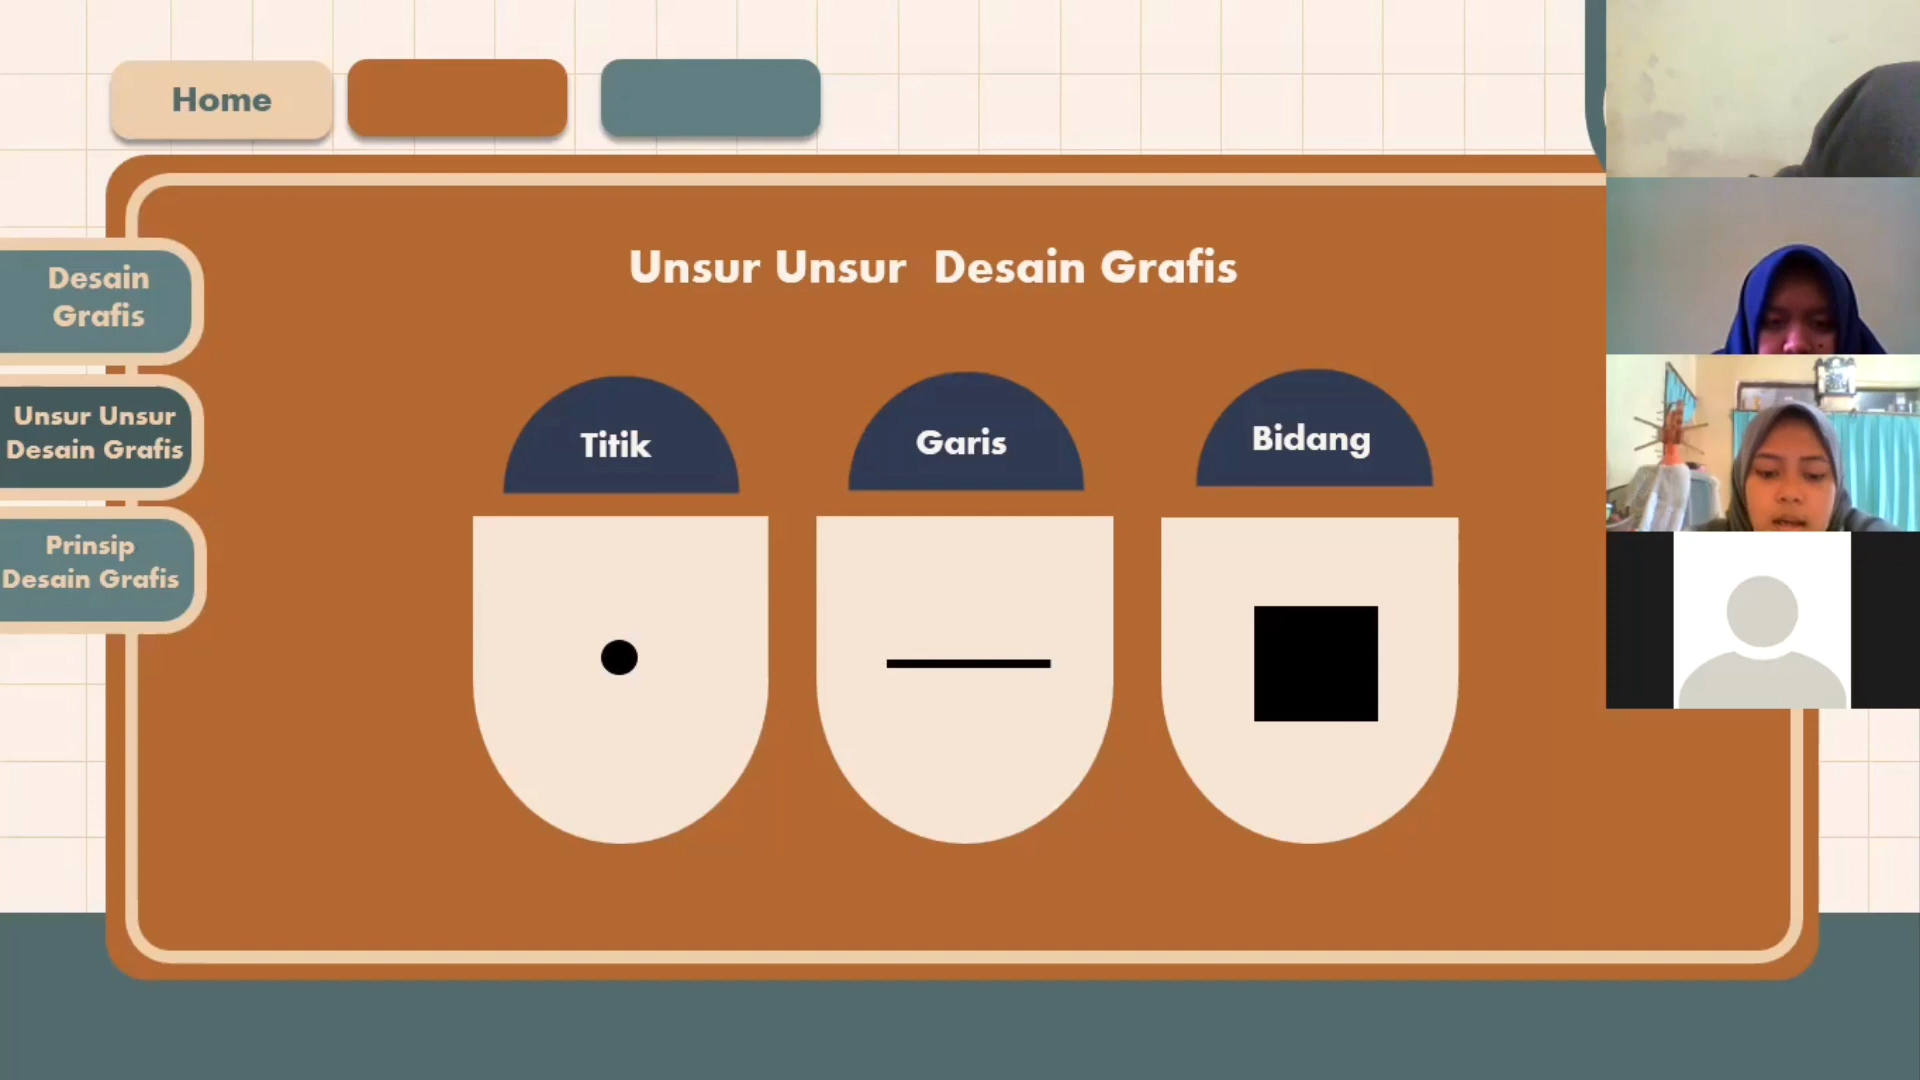 Home
Unsur Unsur Desain Grafis
Desain
Grafis
Unsur Unsur
Desain Grafis
Prinsip
Desain Grafis
Titik
Garis
Bidang